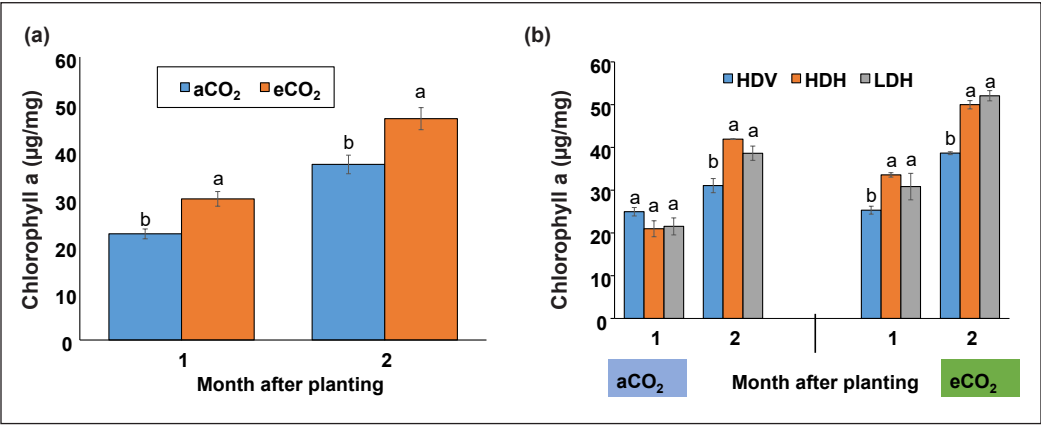 (a)
60
50
40
30
20
10
0
Chlorophyll a (µg/mg)
aCO₂ eCO₂
b
a
b
a
1 2
Month after planting
(b)
60
50
40
30
20
10
0
Chlorophyll a (µg/mg)
HDV HDH LDH
a a a
b a a
b a a
b a a
1 2 1 2
aCO₂ Month after planting eCO₂